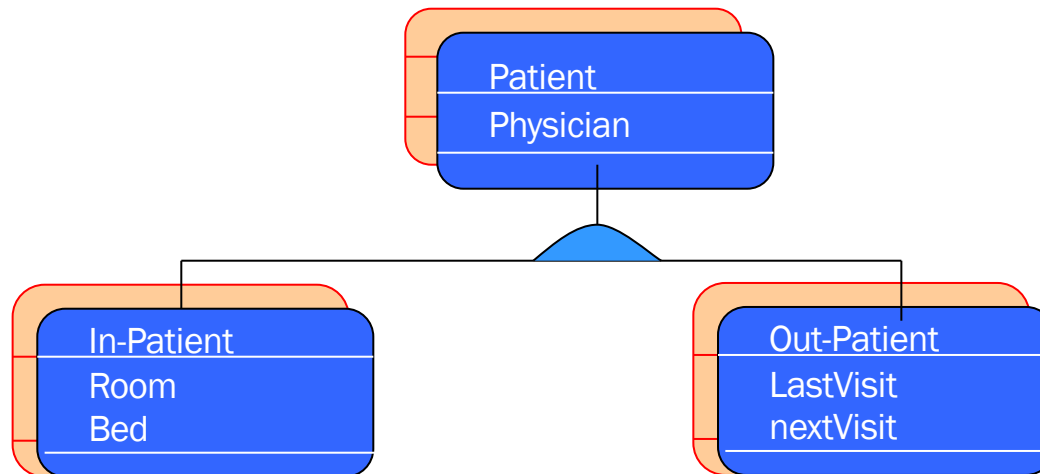 Patient
Physician
In-Patient
Room
Bed
Out-Patient
LastVisit
nextVisit